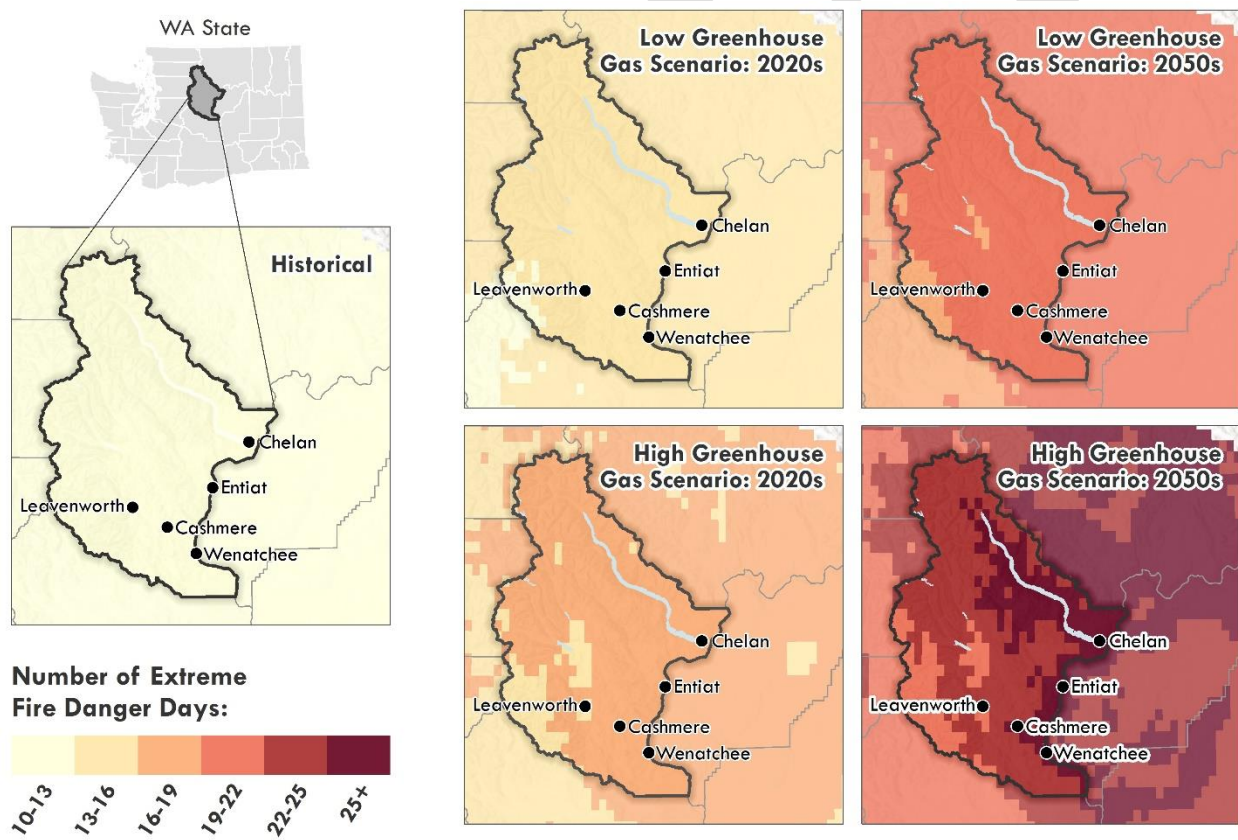 WA State
Historical
Chelan
Entiat
Leavenworth
Cashmere
Wenatchee
Number of Extreme
Fire Danger Days:
10-13
13-16
16-19
19-22
22-25
25+
Low Greenhouse
Gas Scenario: 2020s
Chelan
Entiat
Leavenworth
Cashmere
Wenatchee
Low Greenhouse
Gas Scenario: 2050s
Chelan
Entiat
Leavenworth
Cashmere
Wenatchee
High Greenhouse
Gas Scenario: 2020s
Chelan
Entiat
Leavenworth
Cashmere
Wenatchee
High Greenhouse
Gas Scenario: 2050s
Chelan
Entiat
Leavenworth
Cashmere
Wenatchee